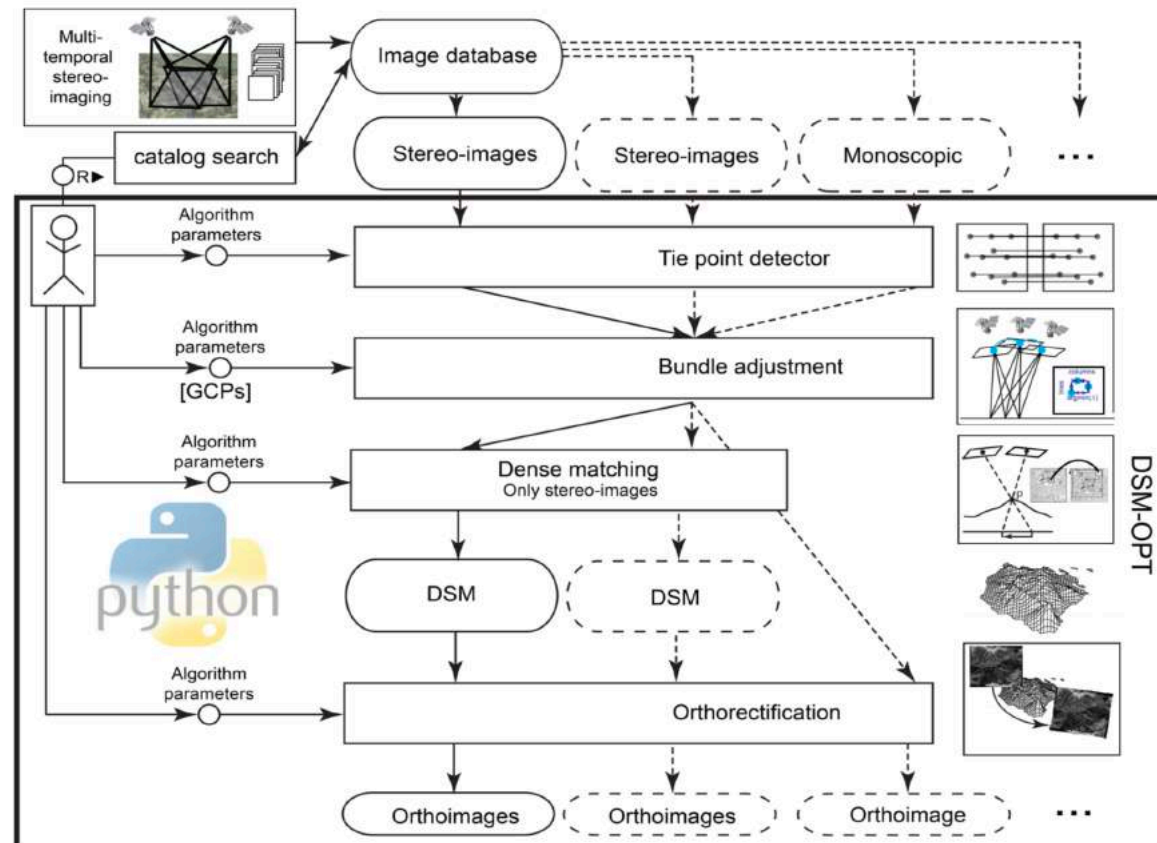 Multi-
temporal
stereo-
imaging
Image database
catalog search
R▶
Stereo-images
Stereo-images
Monoscopic
...
Algorithm
parameters
Tie point detector
Algorithm
parameters
[GCPs]
Bundle adjustment
Algorithm
parameters
Dense matching
Only stereo-images
P
DSM-OPT
python
DSM
DSM
Algorithm
parameters
Orthorectification
Orthoimages
Orthoimages
Orthoimage
...